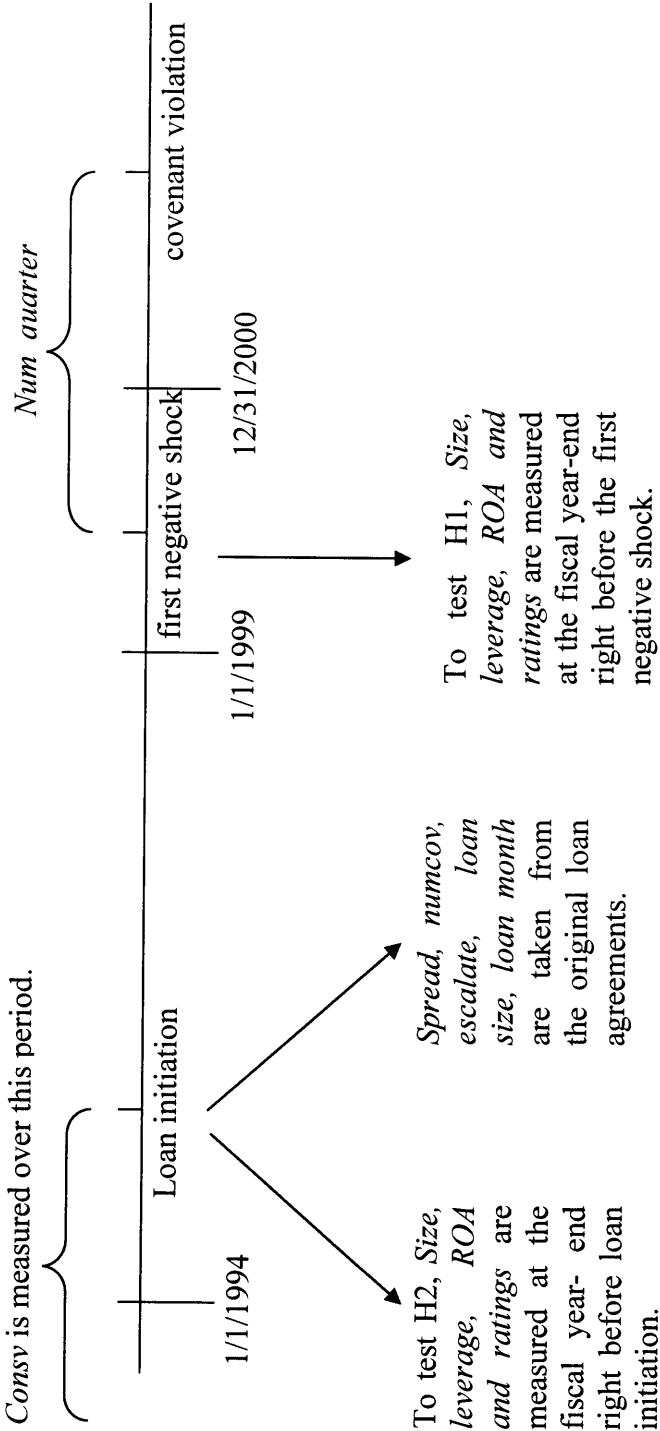 Consv is measured over this period.
Num quarter
Loan initiation
first negative shock
covenant violation
1/1/1994
1/1/1999
12/31/2000
To test H2, Size,
leverage, ROA
and ratings are
measured at the
fiscal year- end
right before loan
initiation.
Spread, numcov,
escalate, loan
size, loan month
are taken from
the original loan
agreements.
To test H1, Size,
leverage, ROA and
ratings are measured
at the fiscal year-end
right before the first
negative shock.